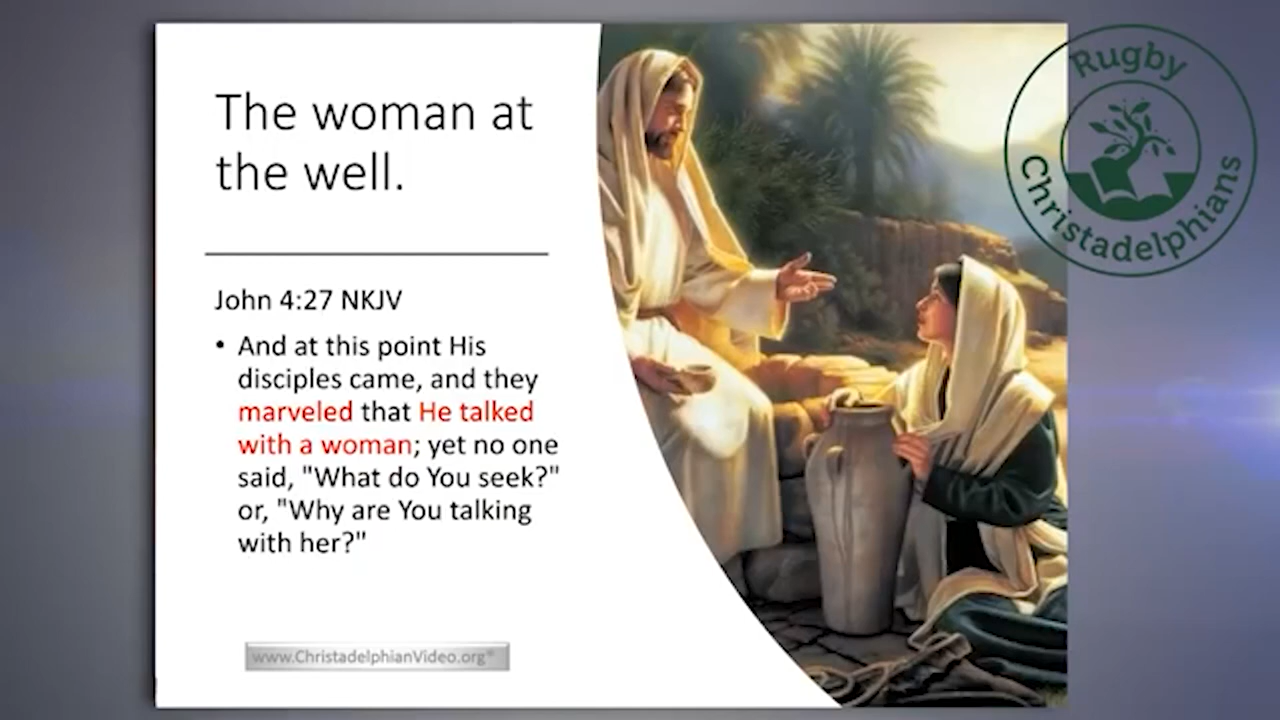 The woman at
the well.
John 4:27 NKJV
• And at this point His
disciples came, and they
marveled that He talked
with a woman; yet no one
said, "What do You seek?"
or, "Why are You talking
with her?"
www.ChristadelphianVideo.org®
Rugby
Christadelphians